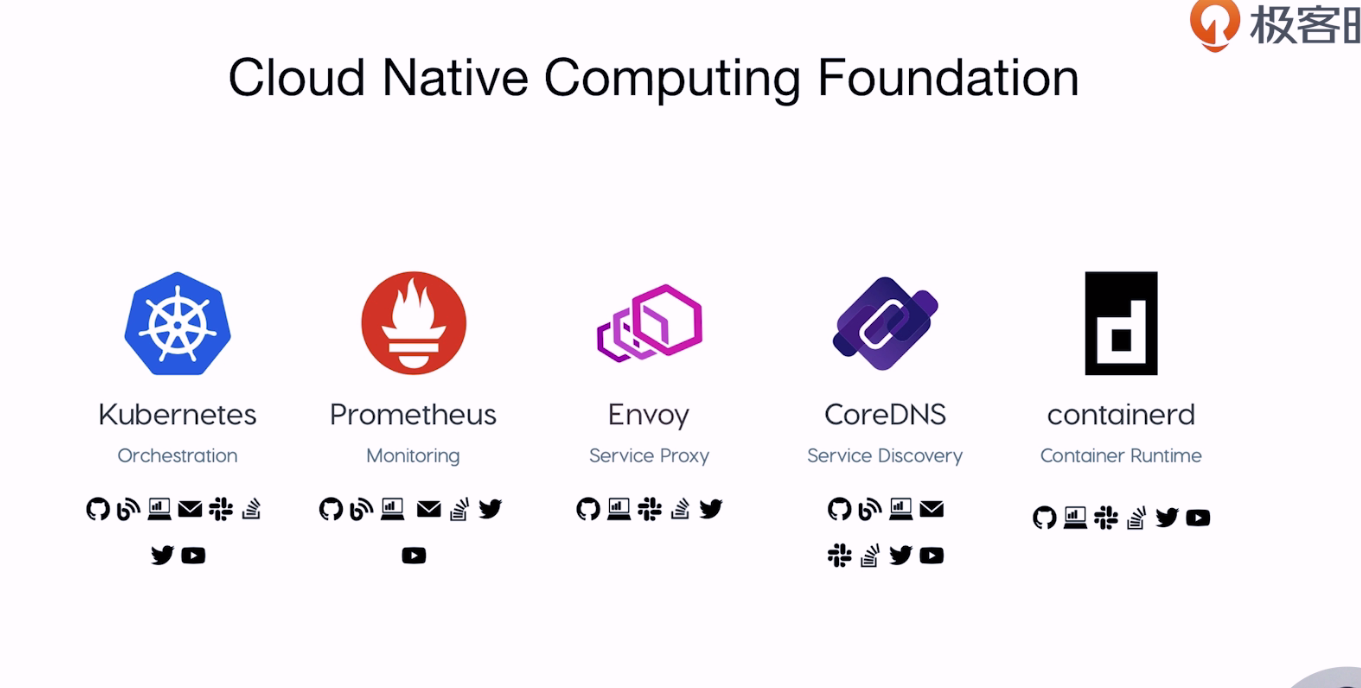 极客
Cloud Native Computing Foundation
Kubernetes
Prometheus
Envoy
CoreDNS
containerd
Orchestration
Monitoring
Service Proxy
Service Discovery
Container Runtime